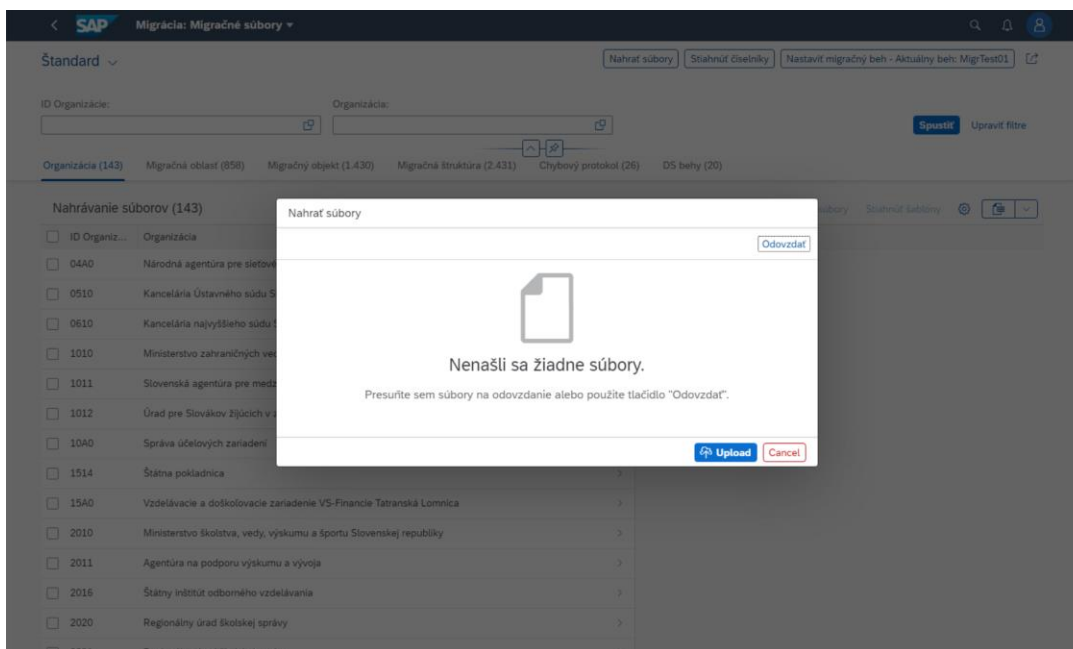 SAP Migrácia: Migračné súbory
Štandard
Nahrať súbory Stiahnúť číselníky Nastaviť migračný beh - Aktuálny beh: MigrTest01
ID Organizácie: Organizácia:
Spustiť Upraviť filtre
Organizácia (143) Migračná oblasť (858) Migračný objekt (1.430) Migračná štruktúra (2.431) Chybový protokol (26) DS behy (20)
Nahrávanie súborov (143)
súbory Stiahnúť šablóny
ID Organiz... Organizácia
04A0 Národná agentúra pre sieťové
0510 Kancelária Ústavného súdu S
0610 Kancelária najvyššieho súdu
1010 Ministerstvo zahraničných vec
1011 Slovenská agentúra pre medz
1012 Úrad pre Slovákov žijúcich v
10A0 Správa účelových zariadení
1514 Štátna pokladnica
15A0 Vzdelávacie a doškoľovacie zariadenie VS-Financie Tatranská Lomnica
2010 Ministerstvo školstva, vedy, výskumu a športu Slovenskej republiky
2011 Agentúra na podporu výskumu a vývoja
2016 Štátny inštitút odborného vzdelávania
2020 Regionálny úrad školskej správy
Nahrať súbory
Odovzdať
Nenašli sa žiadne súbory.
Presuňte sem súbory na odovzdanie alebo použite tlačidlo "Odovzdať".
Upload Cancel